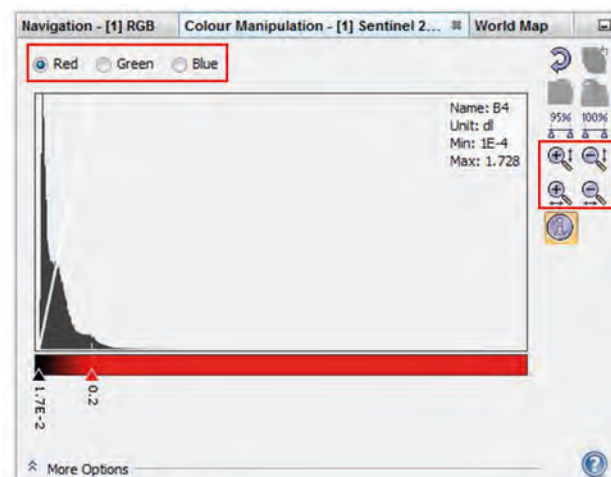 Navigation - [1] RGB
Colour Manipulation - [1] Sentinel 2...
World Map
Red
Green
Blue
95%
100%
Name: B4
Unit: dl
Min: 1E-4
Max: 1.728
1.7E-2
0.2
More Options